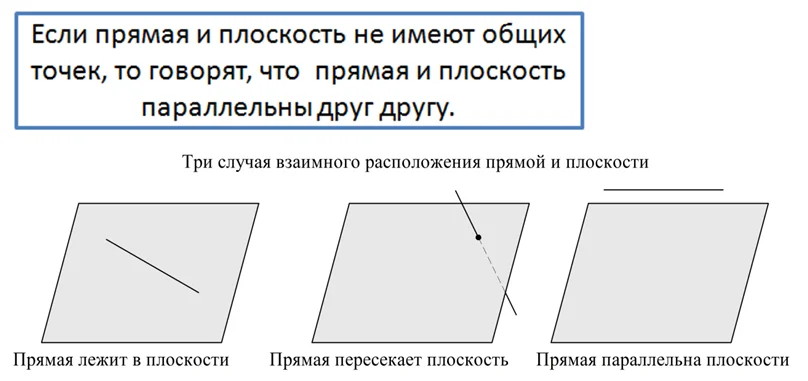 Если прямая и плоскость не имеют общих
точек, то говорят, что прямая и плоскость
параллельны друг другу.
Три случая взаимного расположения прямой и плоскости
Прямая лежит в плоскости
Прямая пересекает плоскость
Прямая параллельна плоскости